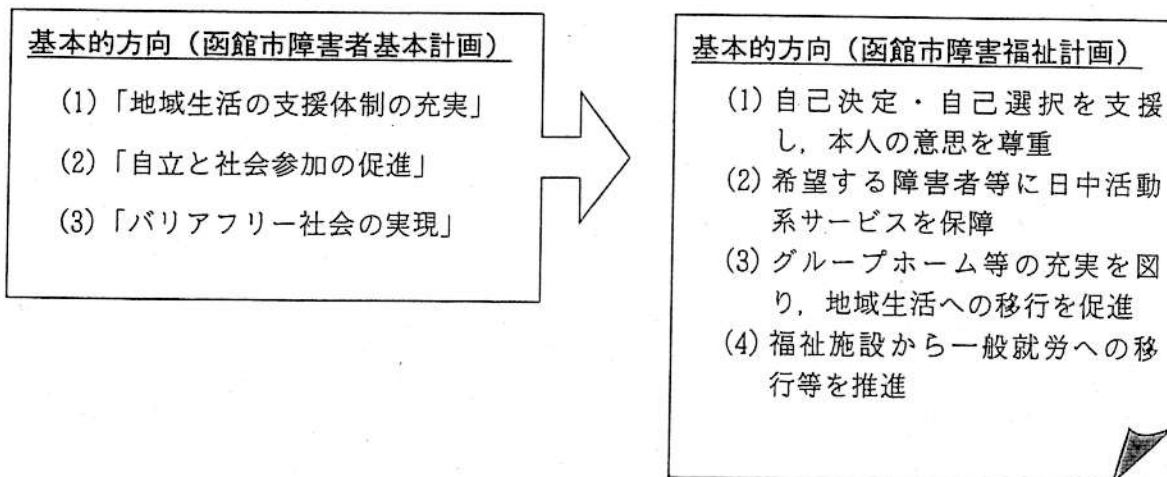 基本的方向（函館市障害者基本計画）
(1)「地域生活の支援体制の充実」
(2)「自立と社会参加の促進」
(3)「バリアフリー社会の実現」
基本的方向（函館市障害福祉計画）
(1) 自己決定・自己選択を支援
し，本人の意思を尊重
(2) 希望する障害者等に日中活動
系サービスを保障
(3) グループホーム等の充実を図
り，地域生活への移行を促進
(4) 福祉施設から一般就労への移
行等を推進